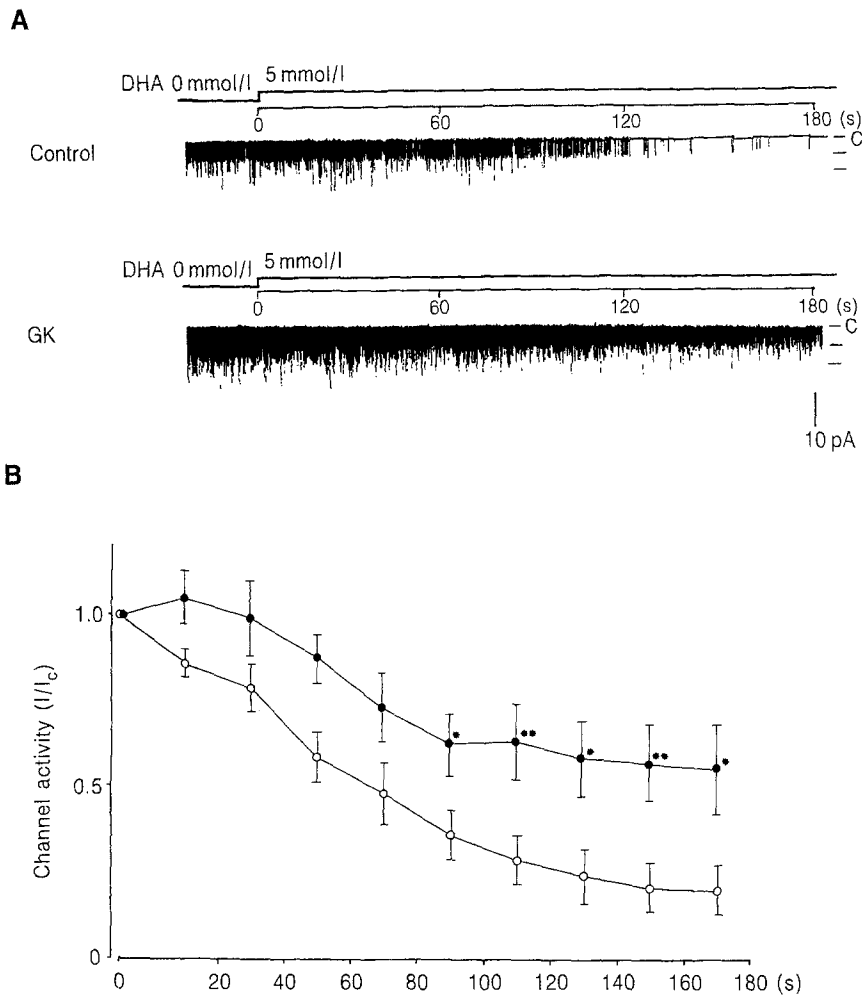 A
DHA 0 mmol/l 5 mmol/l
0 60 120 180 (s)
Control
C
DHA 0 mmol/l 5 mmol/l
0 60 120 180 (s)
GK
C
10 pA
B
Channel activity (I/Ic)
1.0
0.5
0
* ** * ** *
0 20 40 60 80 100 120 140 160 180 (s)